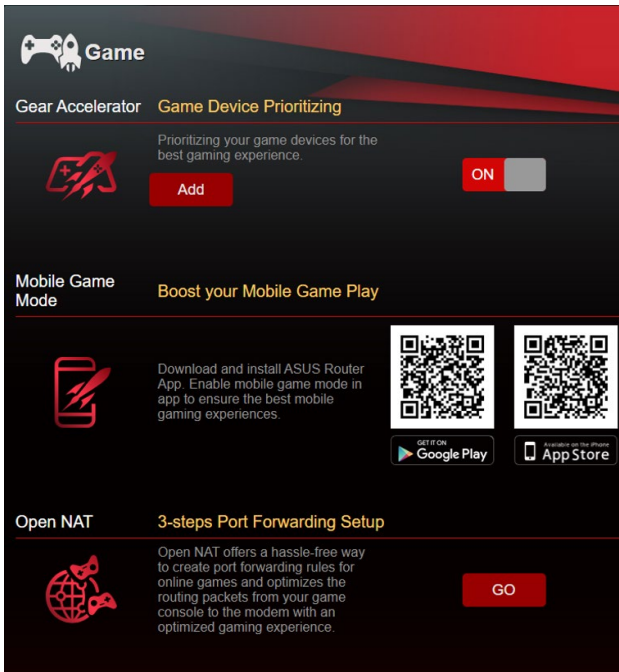 Game
Gear Accelerator
Game Device Prioritizing
Prioritizing your game devices for the
best gaming experience.
Add
ON
Mobile Game
Mode
Boost your Mobile Game Play
Download and install ASUS Router
App. Enable mobile game mode in
app to ensure the best mobile
gaming experiences.
GET IT ON
Google Play
Available on the iPhone
App Store
Open NAT
3-steps Port Forwarding Setup
Open NAT offers a hassle-free way
to create port forwarding rules for
online games and optimizes the
routing packets from your game
console to the modem with an
optimized gaming experience.
GO